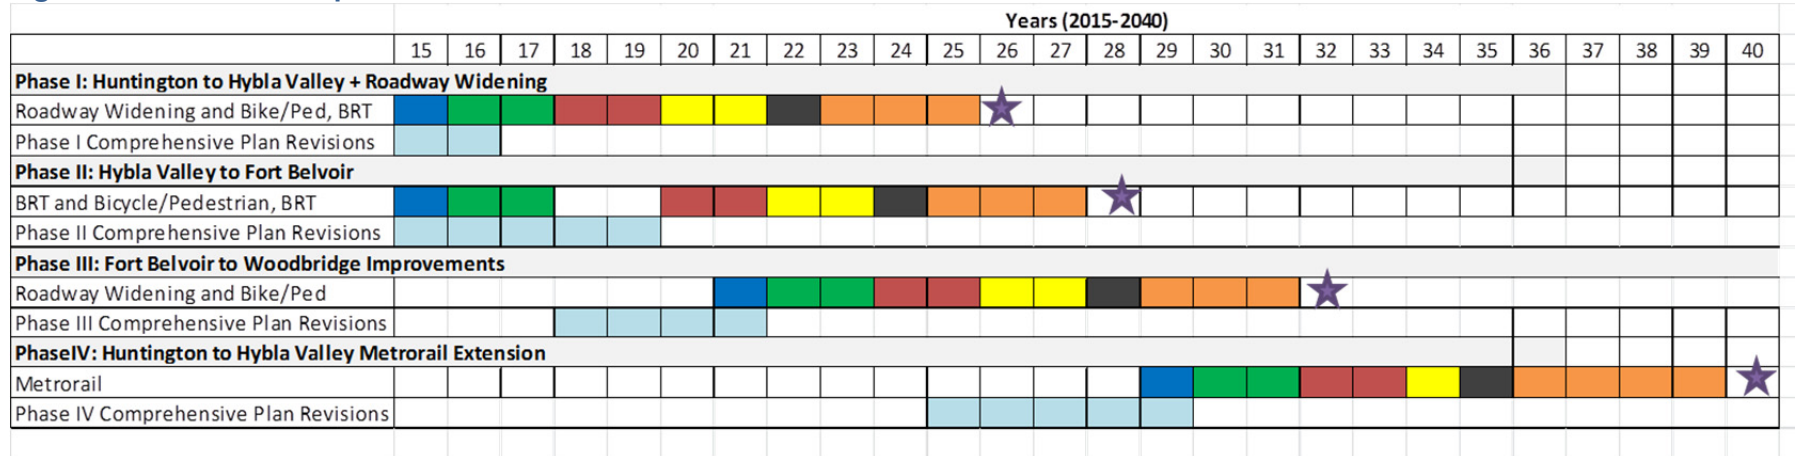 Years (2015-2040)
15 16 17 18 19 20 21 22 23 24 25 26 27 28 29 30 31 32 33 34 35 36 37 38 39 40
Phase I: Huntington to Hybla Valley + Roadway Widening
Roadway Widening and Bike/Ped, BRT
Phase I Comprehensive Plan Revisions
Phase II: Hybla Valley to Fort Belvoir
BRT and Bicycle/Pedestrian, BRT
Phase II Comprehensive Plan Revisions
Phase III: Fort Belvoir to Woodbridge Improvements
Roadway Widening and Bike/Ped
Phase III Comprehensive Plan Revisions
PhaseIV: Huntington to Hybla Valley Metrorail Extension
Metrorail
Phase IV Comprehensive Plan Revisions